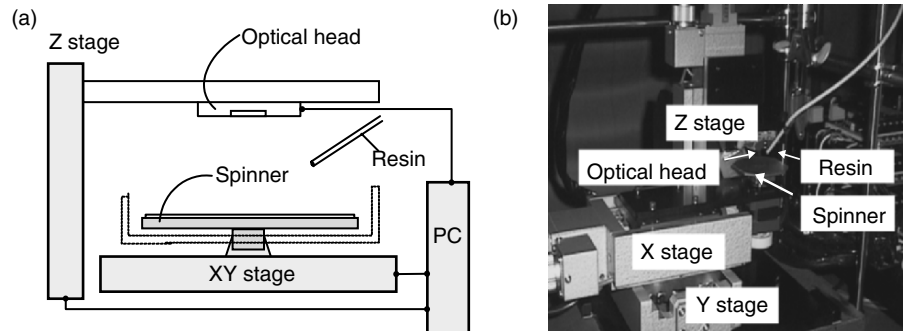 (a)
Z stage
Optical head
Resin
Spinner
PC
XY stage
(b)
Z stage
Optical head
Resin
Spinner
X stage
Y stage